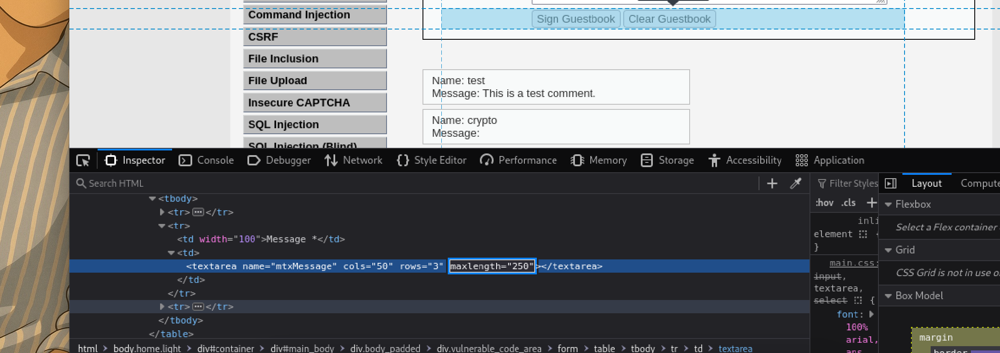 Command Injection
CSRF
File Inclusion
File Upload
Insecure CAPTCHA
SQL Injection
SQL Injection (Blind)
Sign Guestbook Clear Guestbook
Name: test
Message: This is a test comment.
Name: crypto
Message:
Inspector Console Debugger Network Style Editor Performance Memory Storage Accessibility Application
Search HTML
<tbody>
<tr> ••• </tr>
<tr>
<td width="100">Message *</td>
<td>
<textarea name="mtxMessage" cols="50" rows="3" maxlength="250"></textarea>
</td>
</tr>
<tr> ••• </tr>
</tbody>
</table>
html > body.home.light > div#container > div#main_body > div.body_padded > div.vulnerable_code_area > form > table > tbody > tr > td > textarea
Filter Styles
:hov .cls +
inli
element {
}
main.css:
input,
textarea,
select {
font:
100%
arial,
Layout Compute
Flexbox
Select a Flex container
Grid
CSS Grid is not in use o
Box Model
margin
border